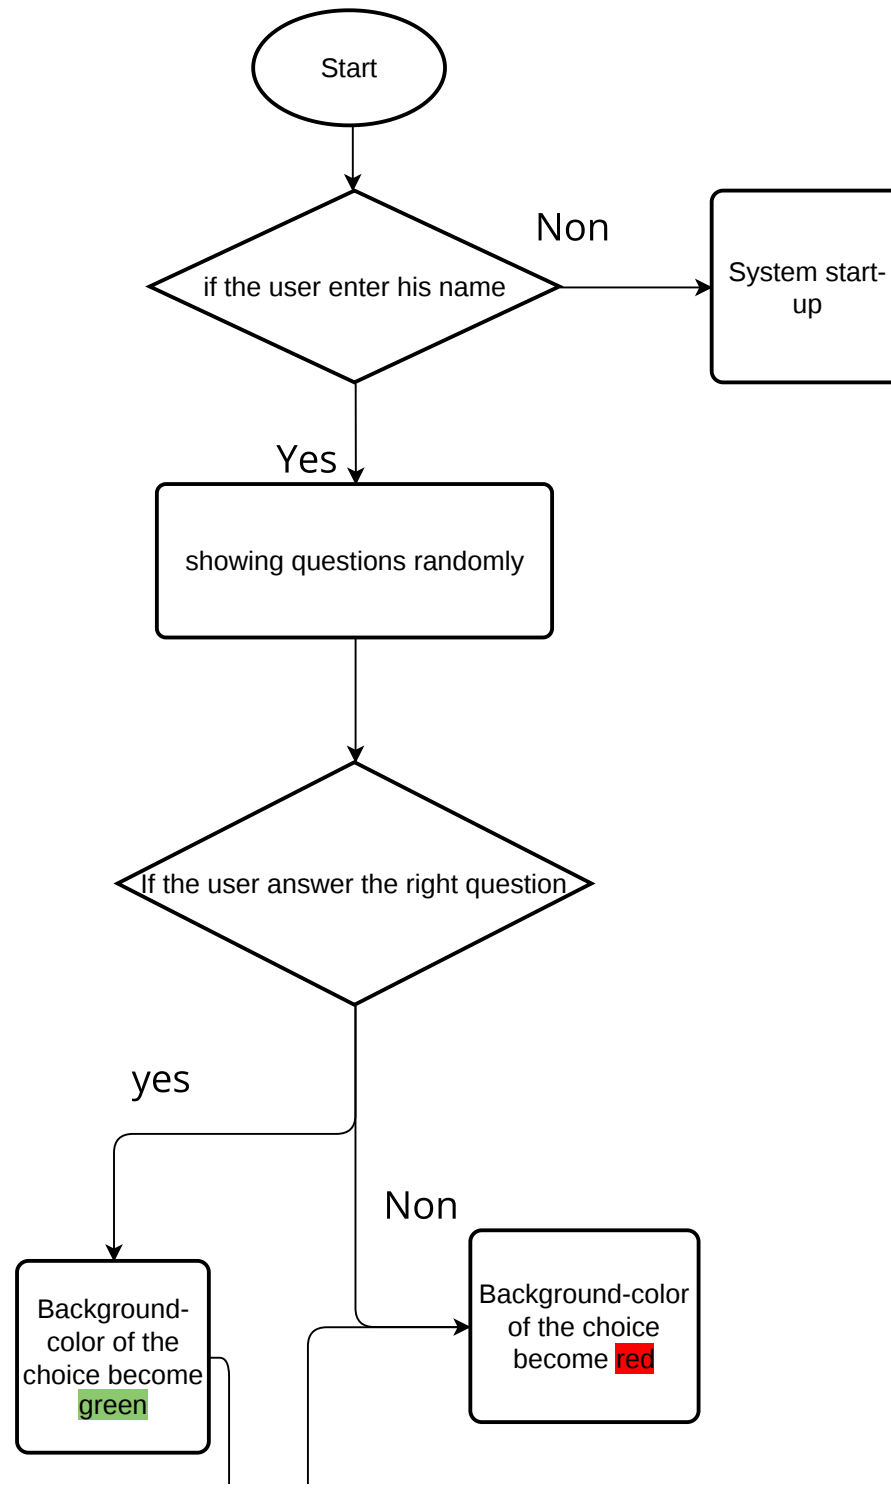 Start
Non
if the user enter his name
System start-
up
Yes
showing questions randomly
If the user answer the right question
yes
Non
Background-
color of the
choice become
green
Background-color
of the choice
become red